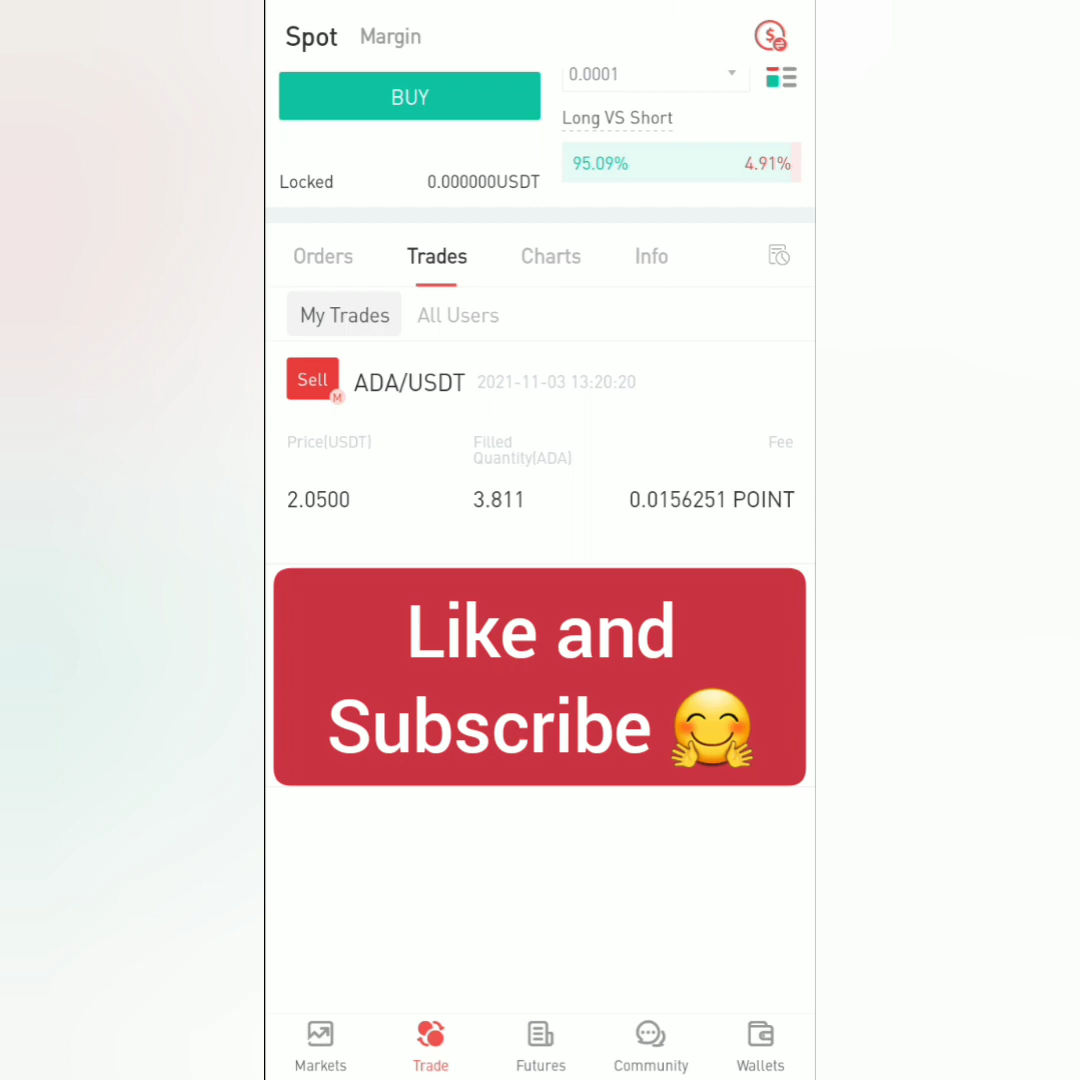 Spot Margin
BUY
0.0001
Long VS Short
95.09% 4.91%
Locked 0.000000USDT
Orders Trades Charts Info
My Trades All Users
Sell M ADA/USDT 2021-11-03 13:20:20
Price(USDT) Filled Quantity(ADA) Fee
2.0500 3.811 0.0156251 POINT
Like and
Subscribe 🤗
Markets Trade Futures Community Wallets